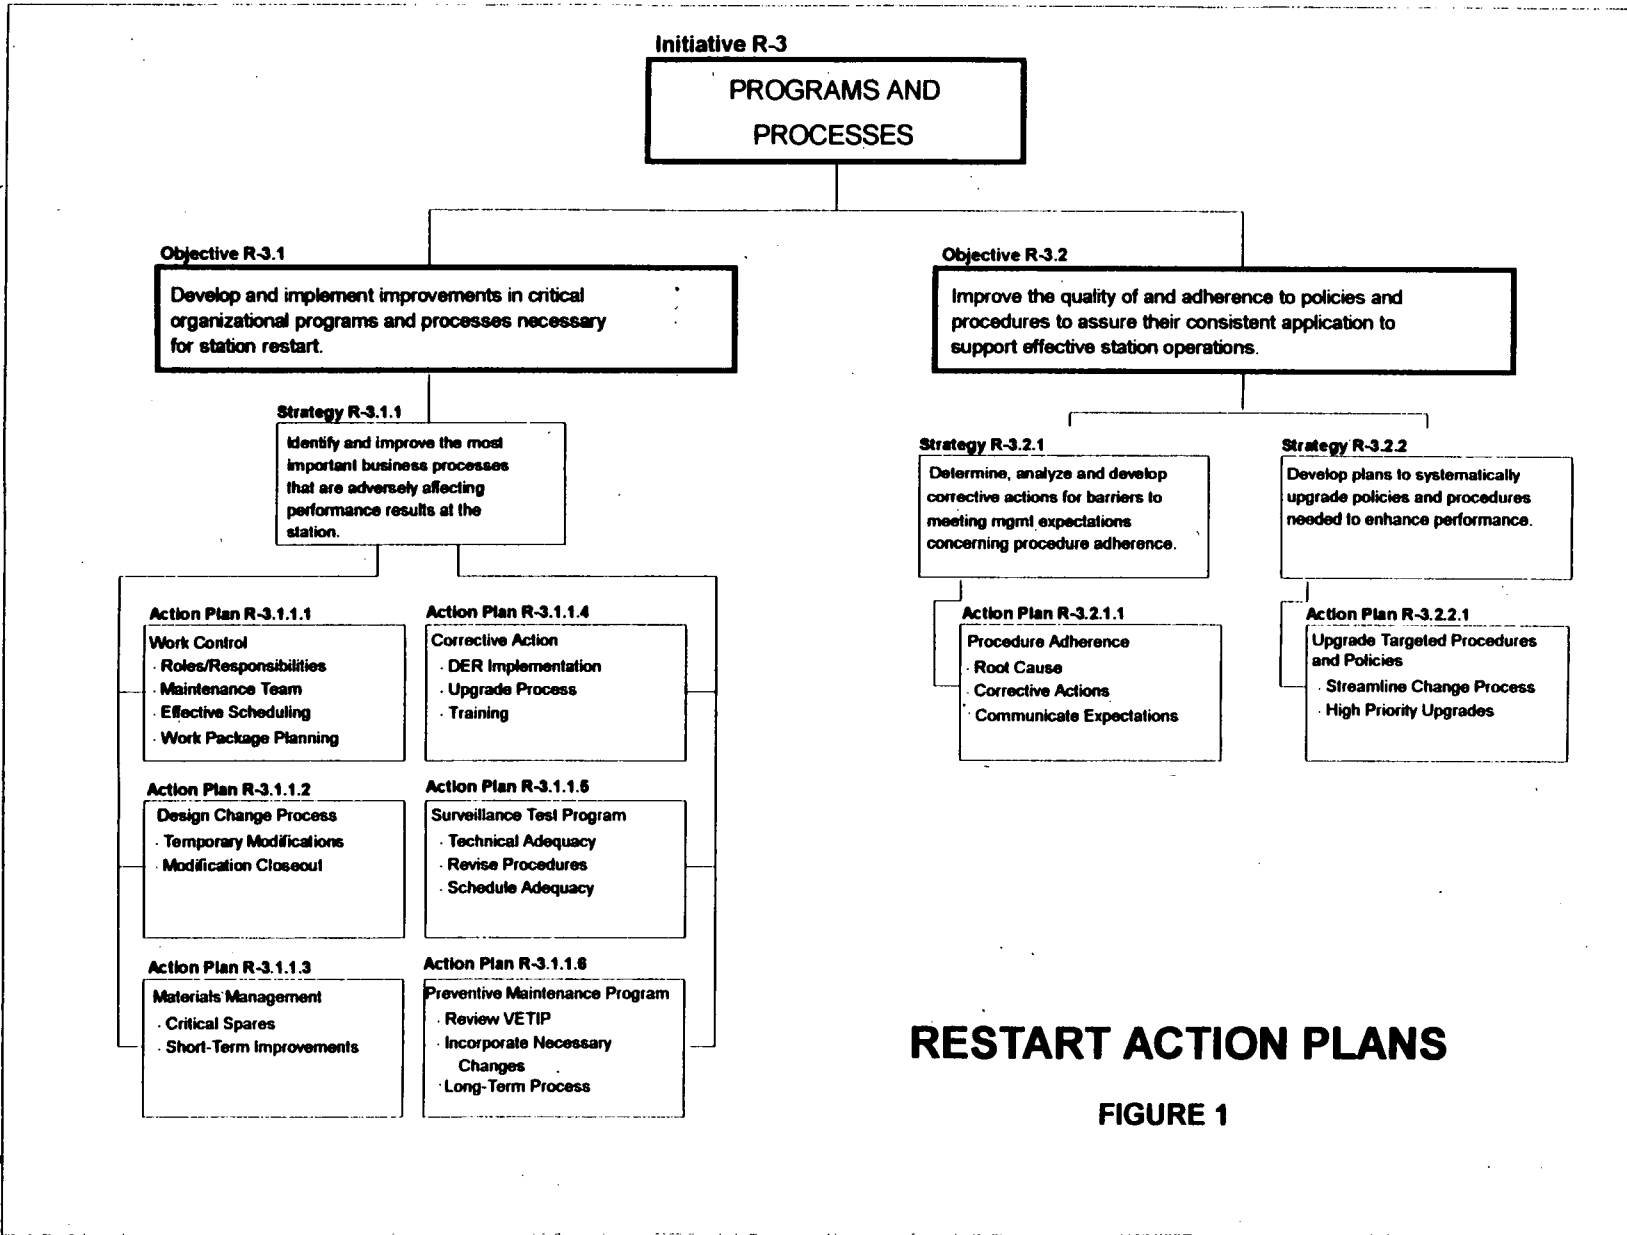 Initiative R-3
PROGRAMS AND
PROCESSES
Objective R-3.1
Develop and implement improvements in critical
organizational programs and processes necessary
for station restart.
Strategy R-3.1.1
Identify and improve the most
important business processes
that are adversely affecting
performance results at the
station.
Action Plan R-3.1.1.1
Work Control
· Roles/Responsibilities
· Maintenance Team
· Effective Scheduling
· Work Package Planning
Action Plan R-3.1.1.2
Design Change Process
· Temporary Modifications
· Modification Closeout
Action Plan R-3.1.1.3
Materials Management
· Critical Spares
· Short-Term Improvements
Action Plan R-3.1.1.4
Corrective Action
· DER Implementation
· Upgrade Process
· Training
Action Plan R-3.1.1.5
Surveillance Test Program
· Technical Adequacy
· Revise Procedures
· Schedule Adequacy
Action Plan R-3.1.1.6
Preventive Maintenance Program
· Review VETIP
· Incorporate Necessary
Changes
· Long-Term Process
Objective R-3.2
Improve the quality of and adherence to policies and
procedures to assure their consistent application to
support effective station operations.
Strategy R-3.2.1
Determine, analyze and develop
corrective actions for barriers to
meeting mgmt expectations
concerning procedure adherence.
Action Plan R-3.2.1.1
Procedure Adherence
· Root Cause
· Corrective Actions
· Communicate Expectations
Strategy R-3.2.2
Develop plans to systematically
upgrade policies and procedures
needed to enhance performance.
Action Plan R-3.2.2.1
Upgrade Targeted Procedures
and Policies
· Streamline Change Process
· High Priority Upgrades
RESTART ACTION PLANS
FIGURE 1